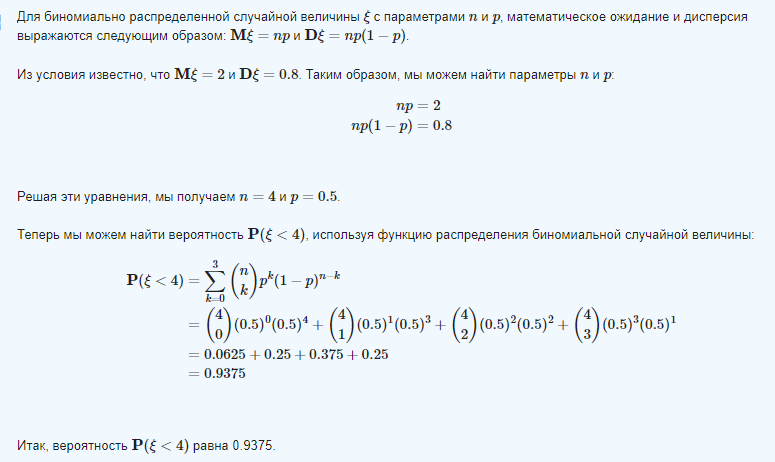 Для биномиально распределенной случайной величины ξ с параметрами n и p, математическое ожидание и дисперсия
выражаются следующим образом: Mξ = np и Dξ = np(1 − p).
Из условия известно, что Mξ = 2 и Dξ = 0.8. Таким образом, мы можем найти параметры n и p:
np = 2
np(1 − p) = 0.8
Решая эти уравнения, мы получаем n = 4 и p = 0.5.
Теперь мы можем найти вероятность P(ξ < 4), используя функцию распределения биномиальной случайной величины:
P(ξ < 4) = ∑_{k=0}^{3} (n k) p^k (1 − p)^{n−k}
= (4 0)(0.5)^0(0.5)^4 + (4 1)(0.5)^1(0.5)^3 + (4 2)(0.5)^2(0.5)^2 + (4 3)(0.5)^3(0.5)^1
= 0.0625 + 0.25 + 0.375 + 0.25
= 0.9375
Итак, вероятность P(ξ < 4) равна 0.9375.